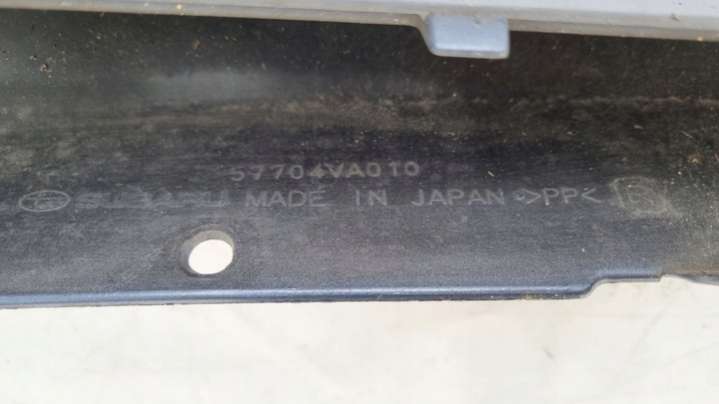 57704VA010
SUBARU MADE IN JAPAN >PP< R